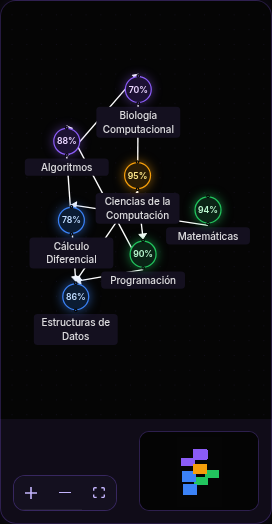 70%
Biología
Computacional
88%
Algoritmos
95%
Ciencias de la
Computación
94%
Matemáticas
78%
Cálculo
Diferencial
90%
Programación
86%
Estructuras de
Datos